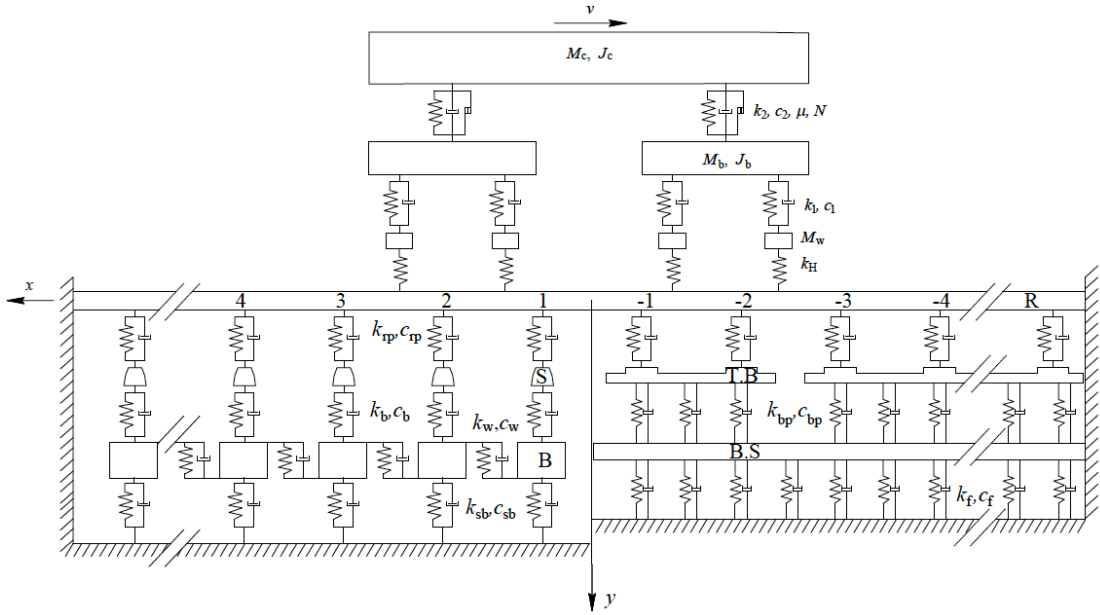 v
Mc, Jc
k2, c2, μ, N
Mb, Jb
k1, c1
Mw
kH
x
4 3 2 1 -1 -2 -3 -4 R
krp,crp
S T.B
kb,cb kw,cw kbp,cbp
B B.S
ksb,csb kf,cf
y